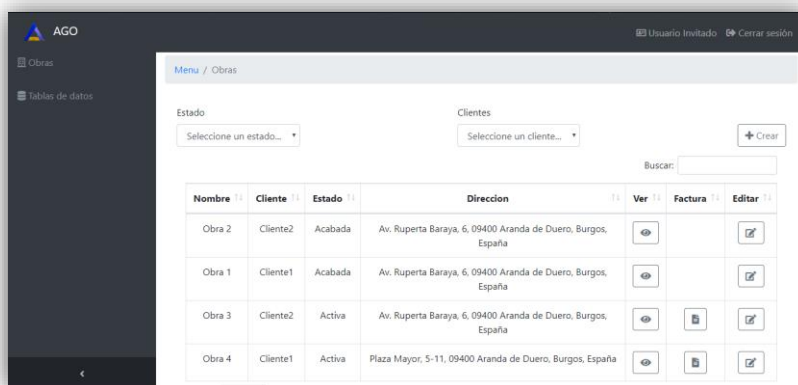 AGO
Usuario Invitado Cerrar sesión
Obras
Tablas de datos
Menu / Obras
Estado Clientes
Seleccione un estado... Seleccione un cliente... Crear
Buscar:
Nombre Cliente Estado Direccion Ver Factura Editar
Obra 2 Cliente2 Acabada Av. Ruperta Baraya, 6, 09400 Aranda de Duero, Burgos,
España
Obra 1 Cliente1 Acabada Av. Ruperta Baraya, 6, 09400 Aranda de Duero, Burgos,
España
Obra 3 Cliente2 Activa Av. Ruperta Baraya, 6, 09400 Aranda de Duero, Burgos,
España
Obra 4 Cliente1 Activa Plaza Mayor, 5-11, 09400 Aranda de Duero, Burgos, España